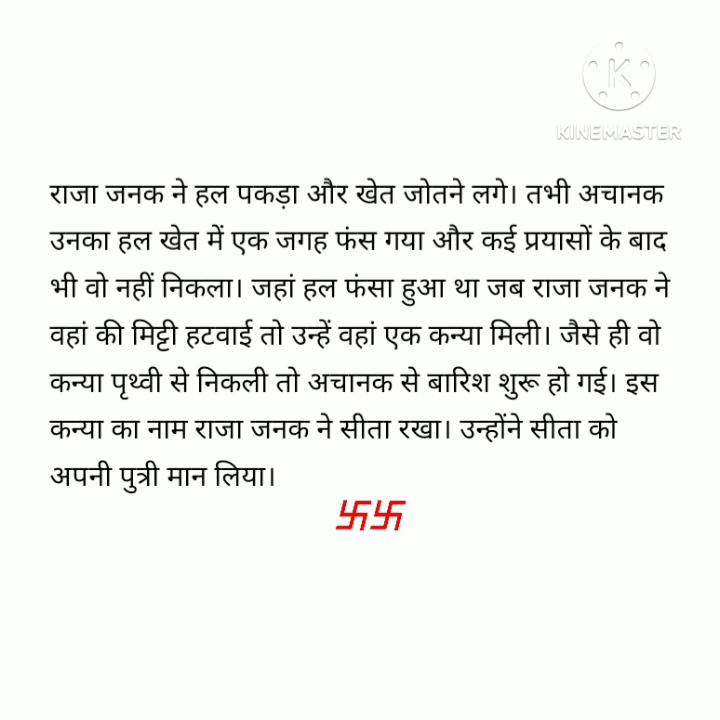 KINEMASTER
राजा जनक ने हल पकड़ा और खेत जोतने लगे। तभी अचानक
उनका हल खेत में एक जगह फंस गया और कई प्रयासों के बाद
भी वो नहीं निकला। जहां हल फंसा हुआ था जब राजा जनक ने
वहां की मिट्टी हटवाई तो उन्हें वहां एक कन्या मिली। जैसे ही वो
कन्या पृथ्वी से निकली तो अचानक से बारिश शुरू हो गई। इस
कन्या का नाम राजा जनक ने सीता रखा। उन्होंने सीता को
अपनी पुत्री मान लिया।
卐卐